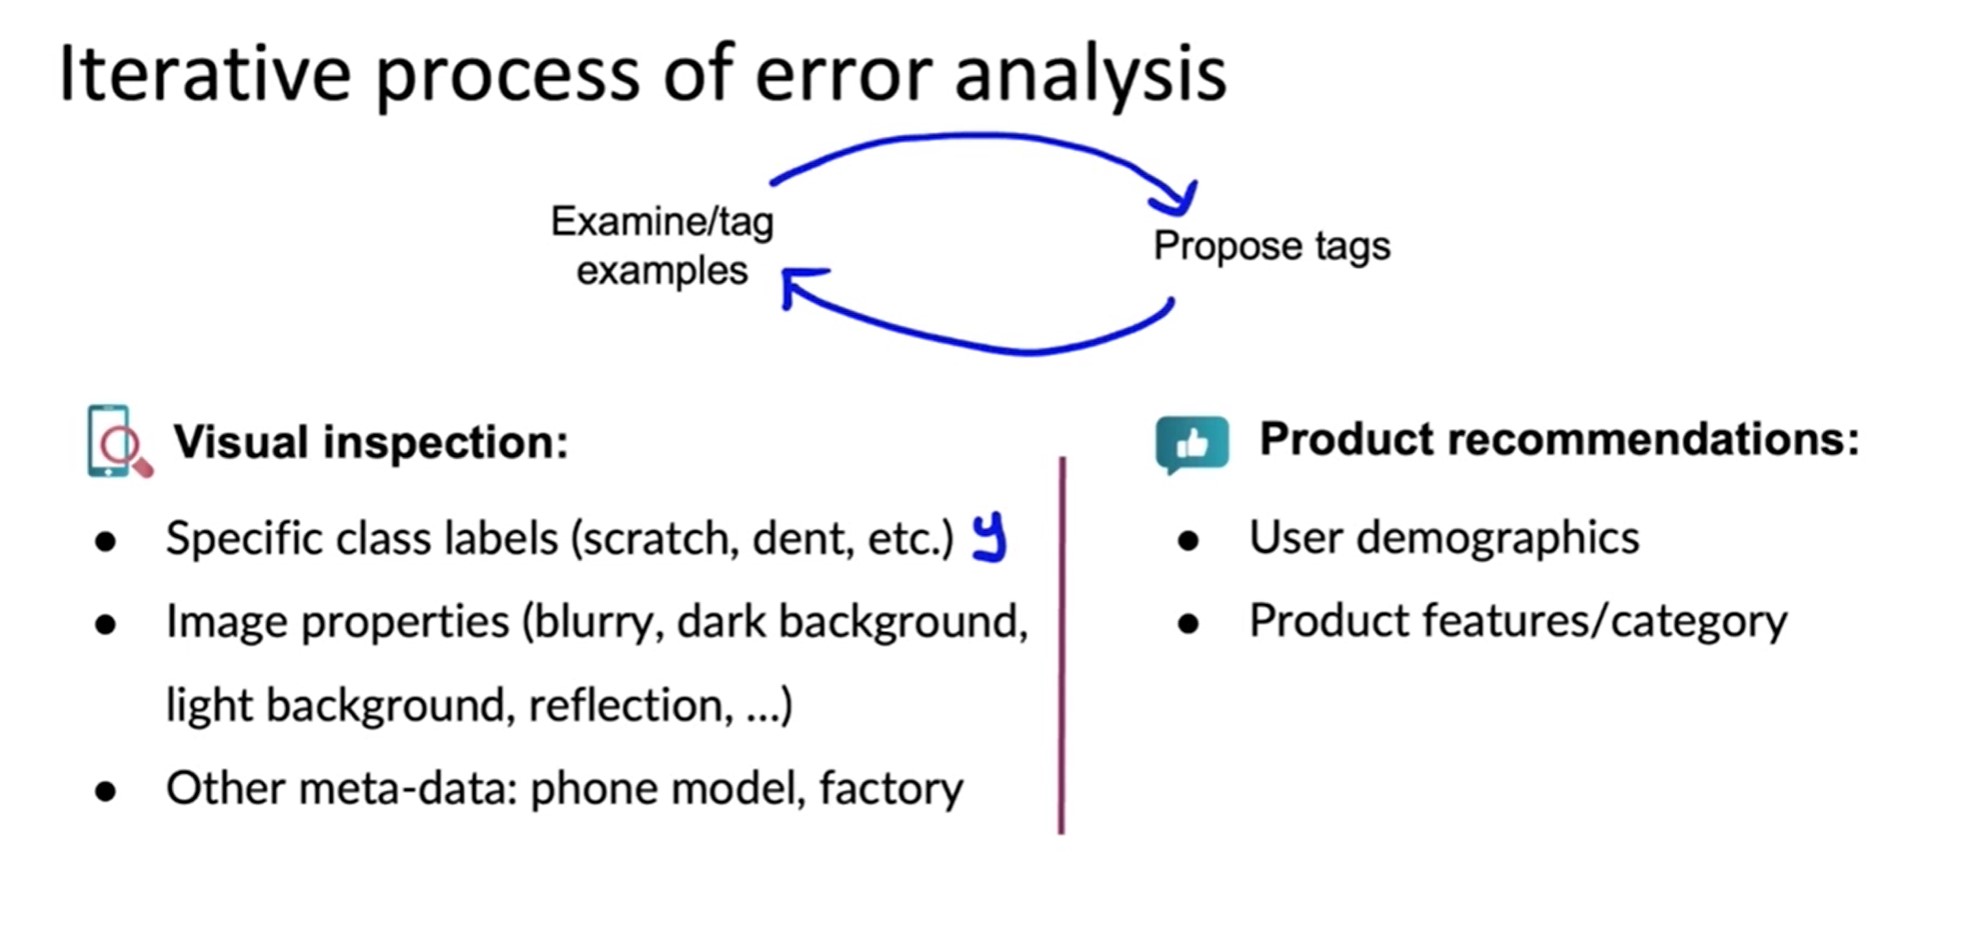 Iterative process of error analysis
Examine/tag
examples
Propose tags
Visual inspection:
● Specific class labels (scratch, dent, etc.) y
● Image properties (blurry, dark background,
light background, reflection, ...)
● Other meta-data: phone model, factory
Product recommendations:
● User demographics
● Product features/category